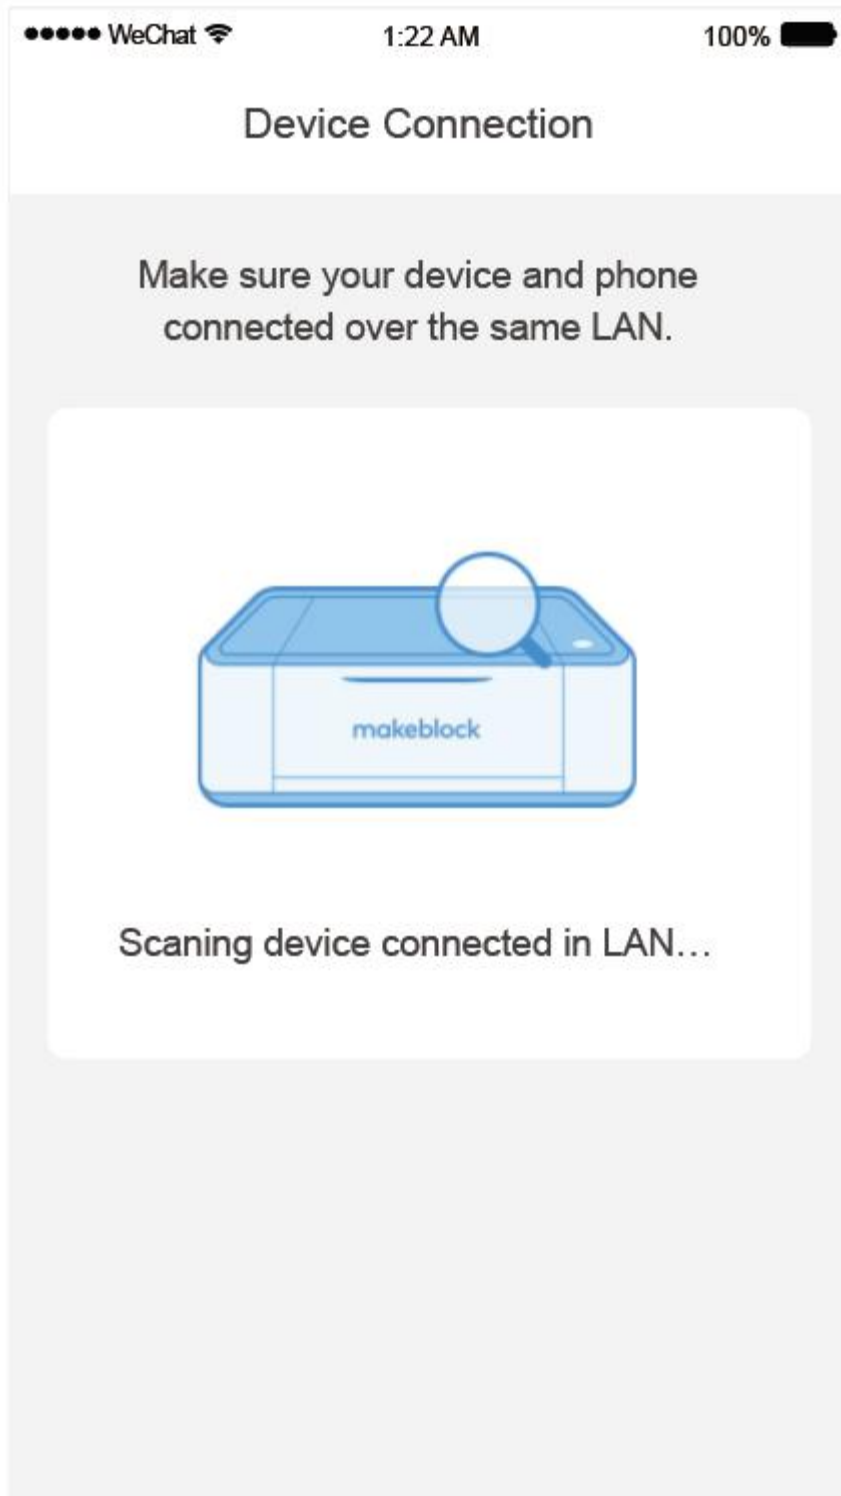 ●●●●● WeChat 1:22 AM 100%
Device Connection
Make sure your device and phone
connected over the same LAN.
makeblock
Scaning device connected in LAN...